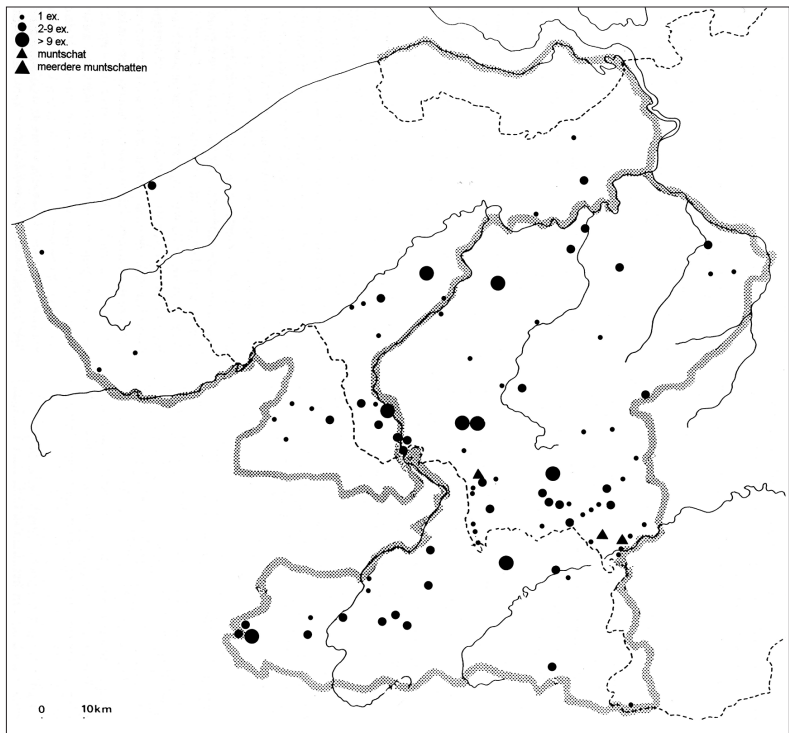 1 ex.
2-9 ex.
> 9 ex.
muntschat
meerdere muntschatten
0 10km